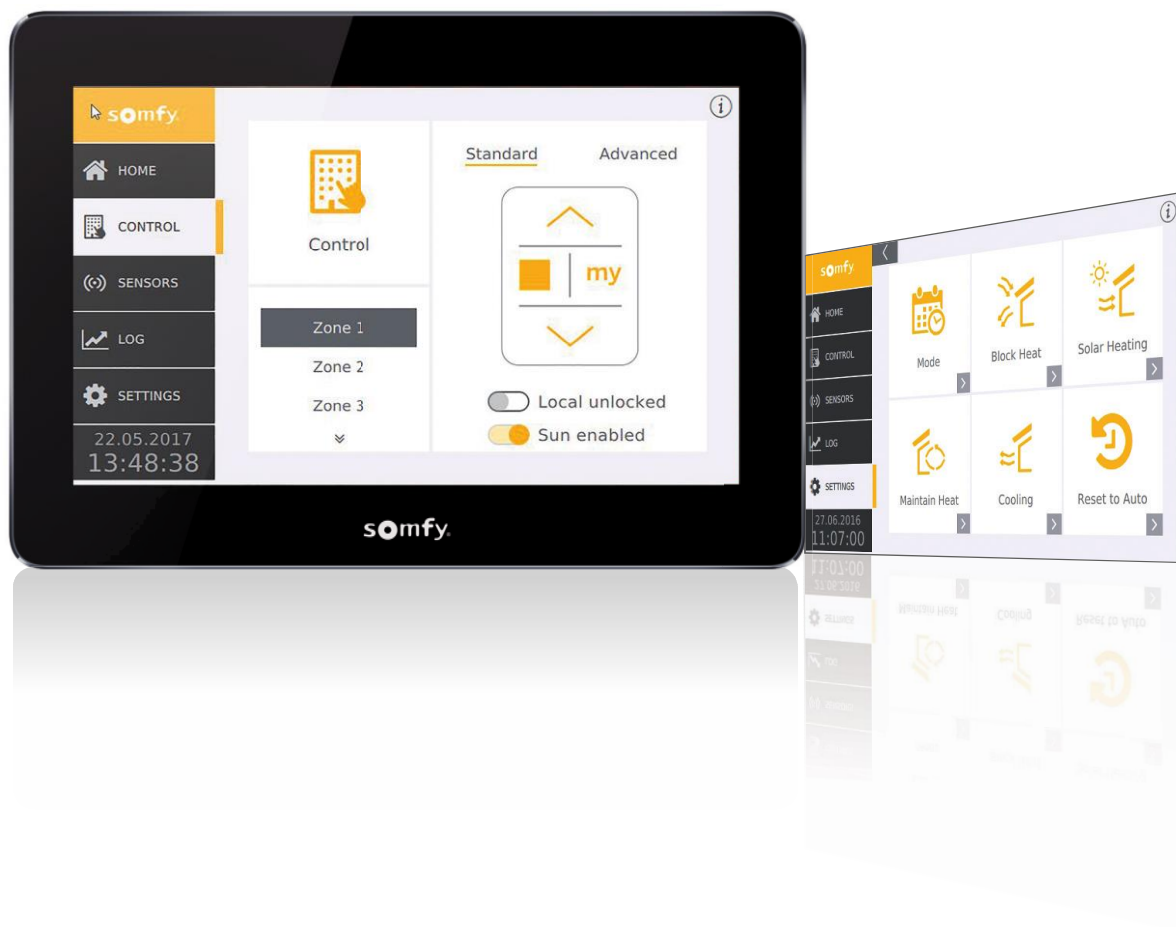 somfy
HOME
CONTROL
SENSORS
LOG
SETTINGS
22.05.2017
13:48:38
Control
Zone 1
Zone 2
Zone 3
Standard Advanced
my
Local unlocked
Sun enabled
i
somfy.
somfy
HOME
CONTROL
SENSORS
LOG
SETTINGS
27.06.2016
11:07:00
Mode
Block Heat
Solar Heating
Maintain Heat
Cooling
Reset to Auto
i